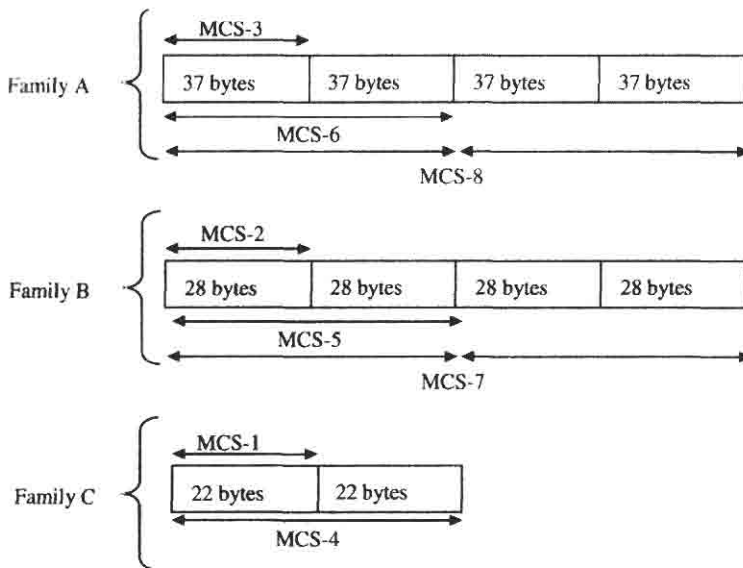 MCS-3
Family A
37 bytes 37 bytes 37 bytes 37 bytes
MCS-6
MCS-8
MCS-2
Family B
28 bytes 28 bytes 28 bytes 28 bytes
MCS-5
MCS-7
MCS-1
Family C
22 bytes 22 bytes
MCS-4